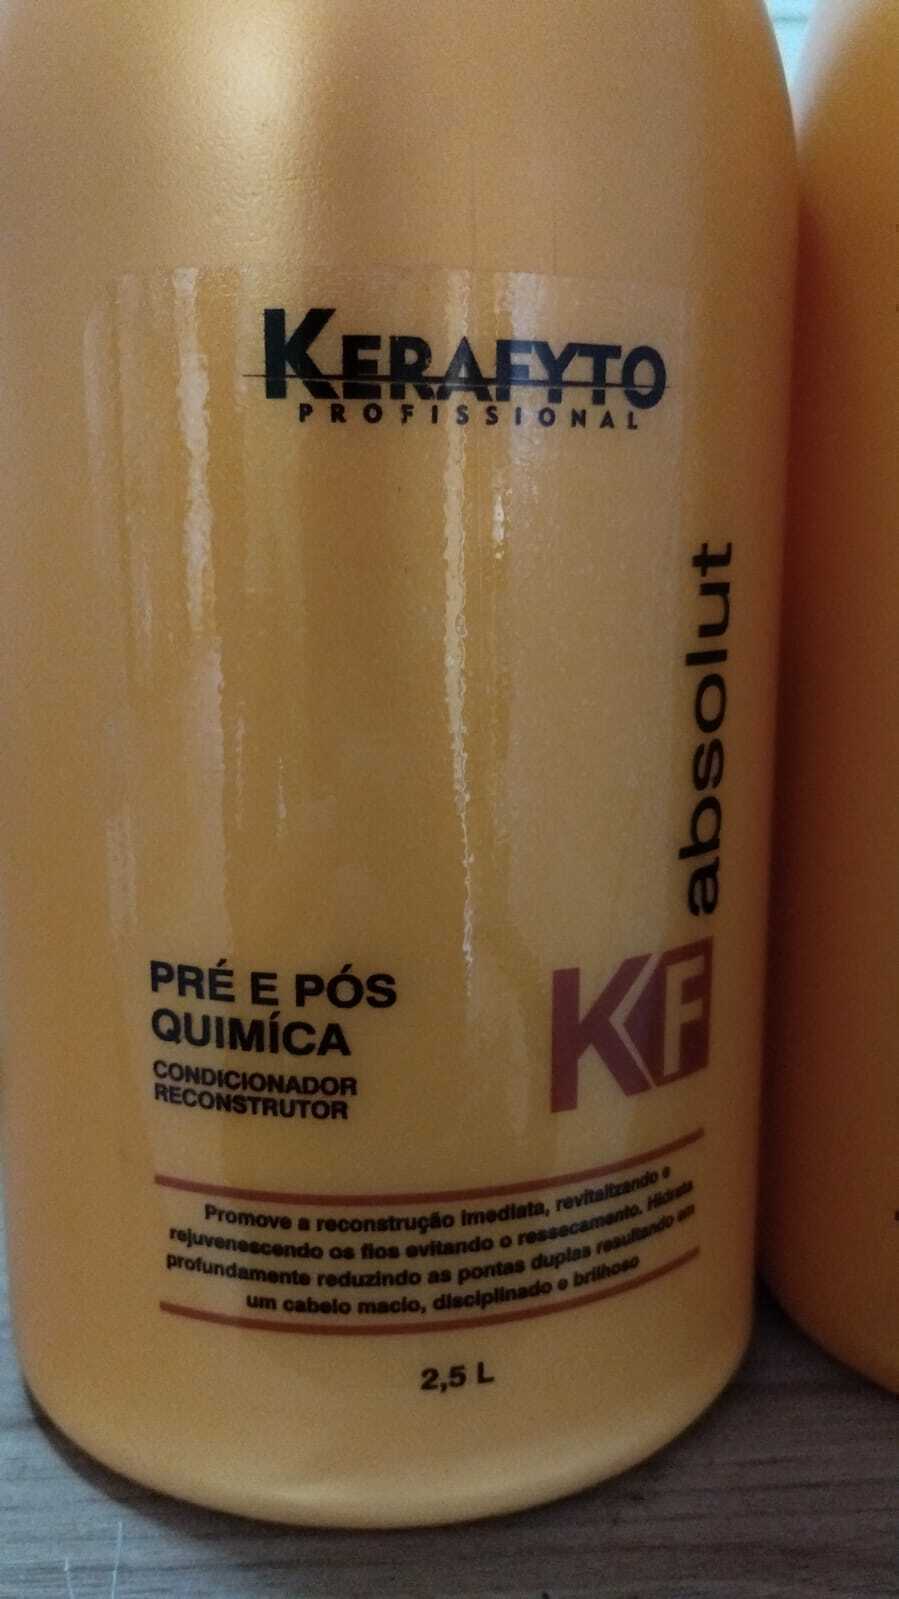 KERAFYTO
PROFISSIONAL
absolut
KF
PRÉ E PÓS
QUIMÍCA
CONDICIONADOR
RECONSTRUTOR
Promove a reconstrução imediata, revitalizando e
rejuvenescendo os fios evitando o ressecamento. Hidrata
profundamente reduzindo as pontas duplas resultando em
um cabelo macio, disciplinado e brilhoso
2,5 L